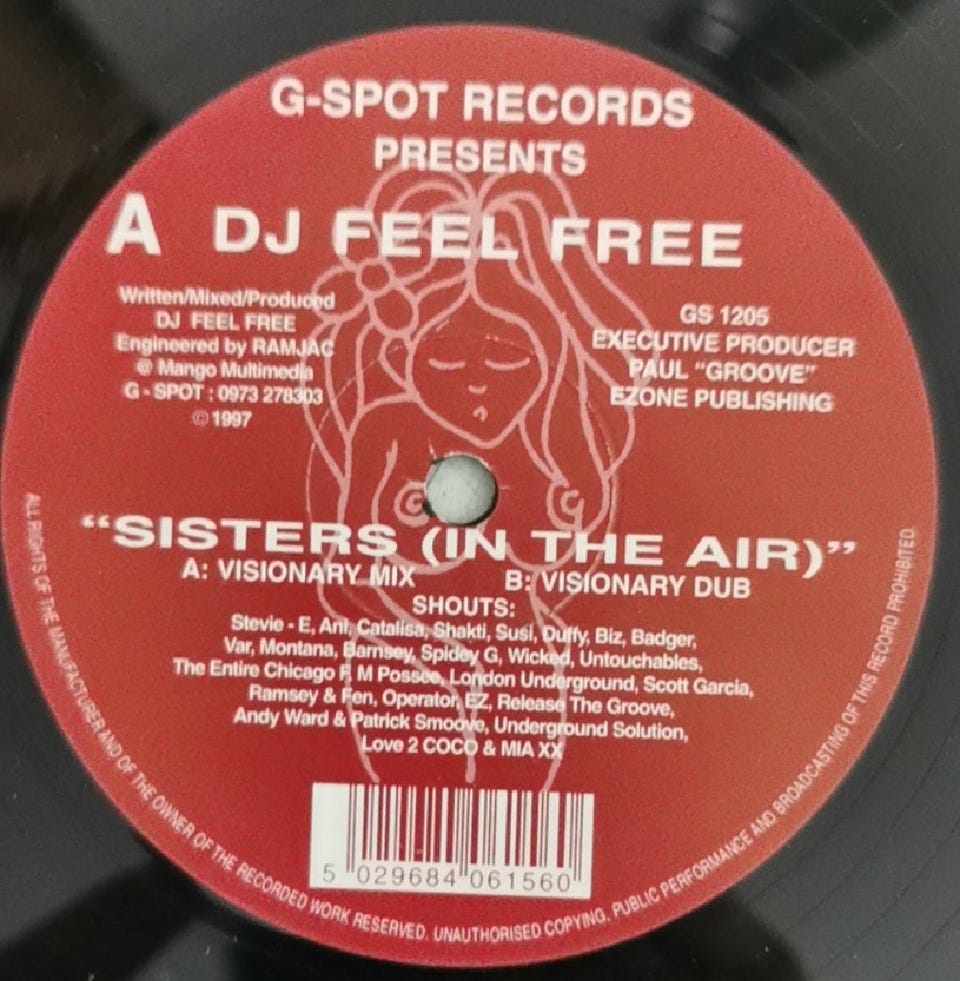 G-SPOT RECORDS
PRESENTS
A DJ FEEL FREE
Written/Mixed/Produced
DJ FEEL FREE
Engineered by RAMJAC
@ Mango Multimedia
G - SPOT : 0973 278303
© 1997
GS 1205
EXECUTIVE PRODUCER
PAUL "GROOVE"
EZONE PUBLISHING
"SISTERS (IN THE AIR)"
A: VISIONARY MIX B: VISIONARY DUB
SHOUTS:
Stevie - E, Ani, Catalisa, Shakti, Susi, Duffy, Biz, Badger,
Var, Montana, Barnsey, Spidey G, Wicked, Untouchables,
The Entire Chicago F, M Possee, London Underground, Scott Garcia,
Ramsey & Fen, Operator, EZ, Release The Groove,
Andy Ward & Patrick Smoove, Underground Solution,
Love 2 COCO & MIA XX
5 029684 061560
ALL RIGHTS OF THE MANUFACTURER AND OF THE OWNER OF THE RECORDED WORK RESERVED. UNAUTHORISED COPYING. PUBLIC PERFORMANCE AND BROADCASTING OF THIS RECORD PROHIBITED.